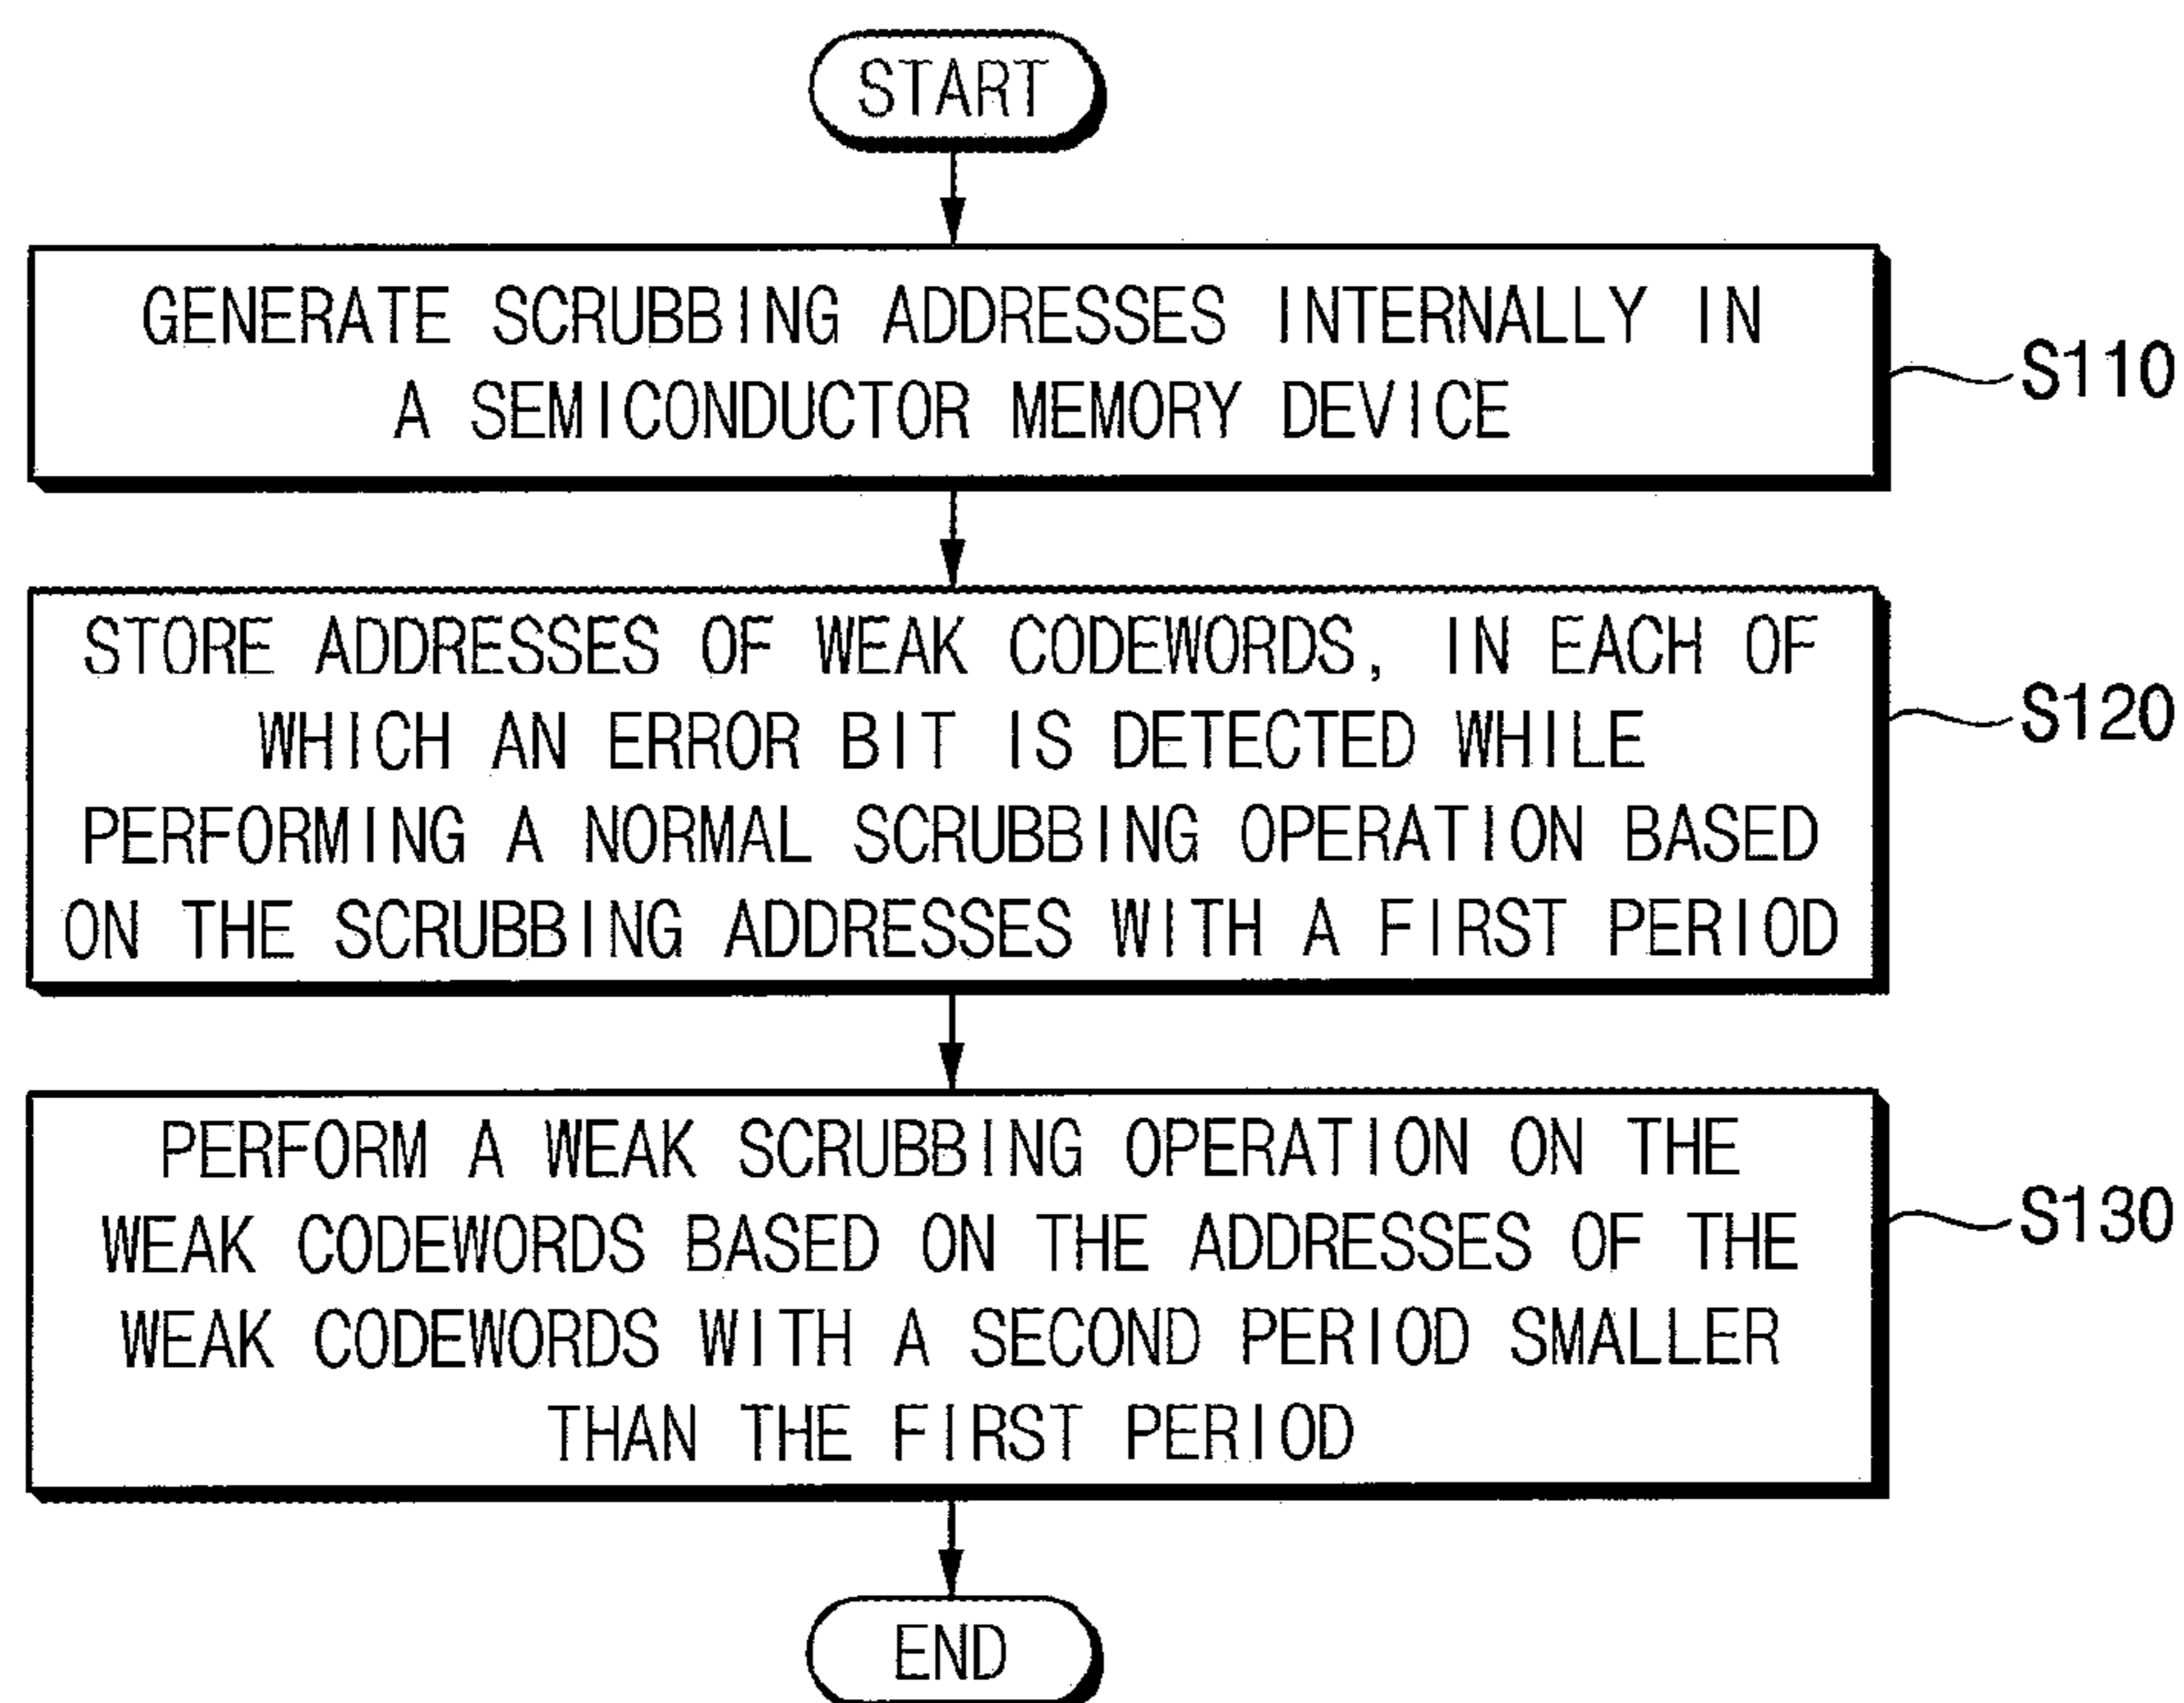 START
GENERATE SCRUBBING ADDRESSES INTERNALLY IN
A SEMICONDUCTOR MEMORY DEVICE
S110
STORE ADDRESSES OF WEAK CODEWORDS, IN EACH OF
WHICH AN ERROR BIT IS DETECTED WHILE
PERFORMING A NORMAL SCRUBBING OPERATION BASED
ON THE SCRUBBING ADDRESSES WITH A FIRST PERIOD
S120
PERFORM A WEAK SCRUBBING OPERATION ON THE
WEAK CODEWORDS BASED ON THE ADDRESSES OF THE
WEAK CODEWORDS WITH A SECOND PERIOD SMALLER
THAN THE FIRST PERIOD
S130
END